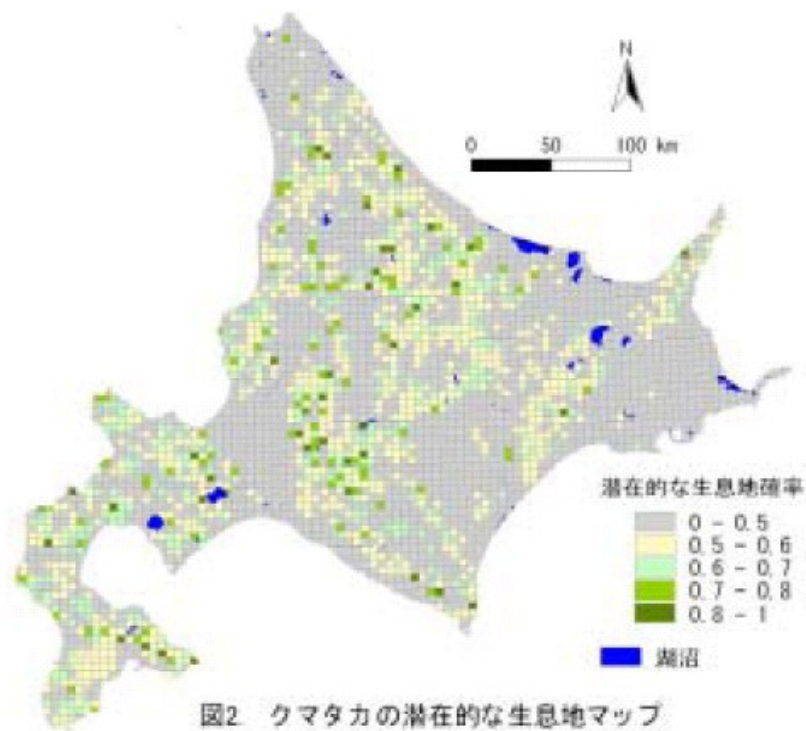 N
0 50 100 km
潜在的な生息地確率
0 - 0.5
0.5 - 0.6
0.6 - 0.7
0.7 - 0.8
0.8 - 1
湖沼
図2 クマタカの潜在的な生息地マップ